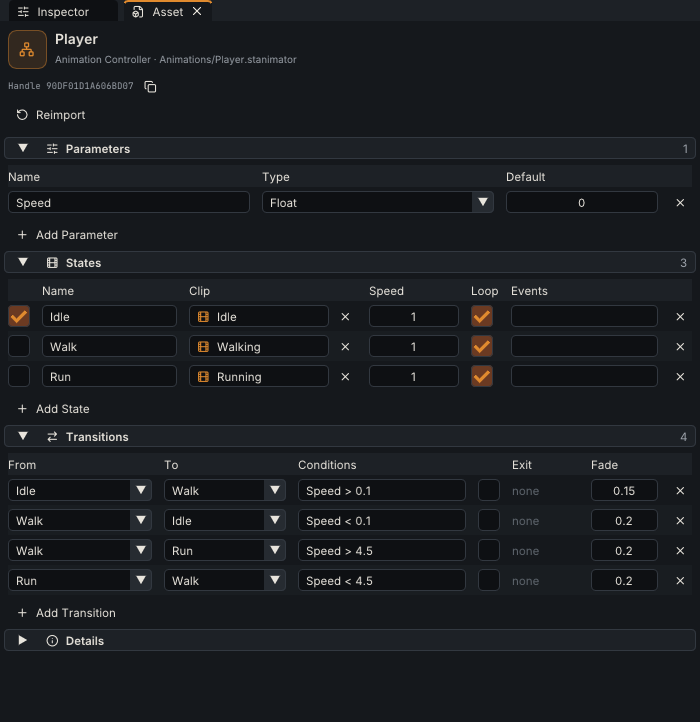 Inspector Asset
Player
Animation Controller · Animations/Player.stanimator
Handle 90DF01D1A606BD07
Reimport
Parameters 1
Name Type Default
Speed Float 0
Add Parameter
States 3
Name Clip Speed Loop Events
Idle Idle 1
Walk Walking 1
Run Running 1
Add State
Transitions 4
From To Conditions Exit Fade
Idle Walk Speed > 0.1 none 0.15
Walk Idle Speed < 0.1 none 0.2
Walk Run Speed > 4.5 none 0.2
Run Walk Speed < 4.5 none 0.2
Add Transition
Details